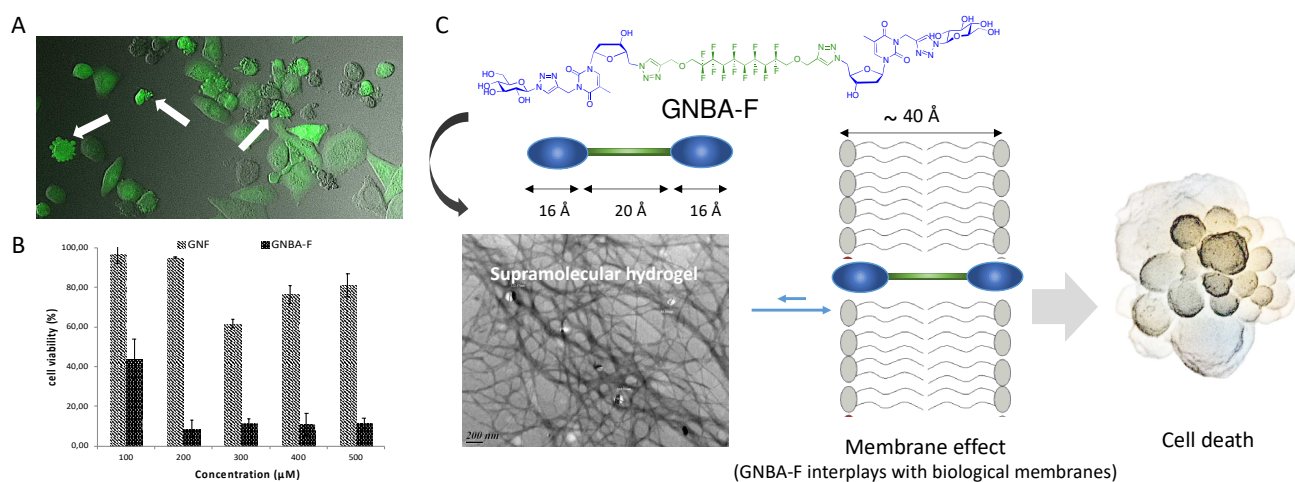 A
B
GNF
GNBA-F
cell viability (%)
100,00
80,00
60,00
40,00
20,00
0,00
100
200
300
400
500
Concentration (µM)
C
GNBA-F
16 Å
20 Å
16 Å
~ 40 Å
Supramolecular hydrogel
200 nm
Membrane effect
(GNBA-F interplays with biological membranes)
Cell death